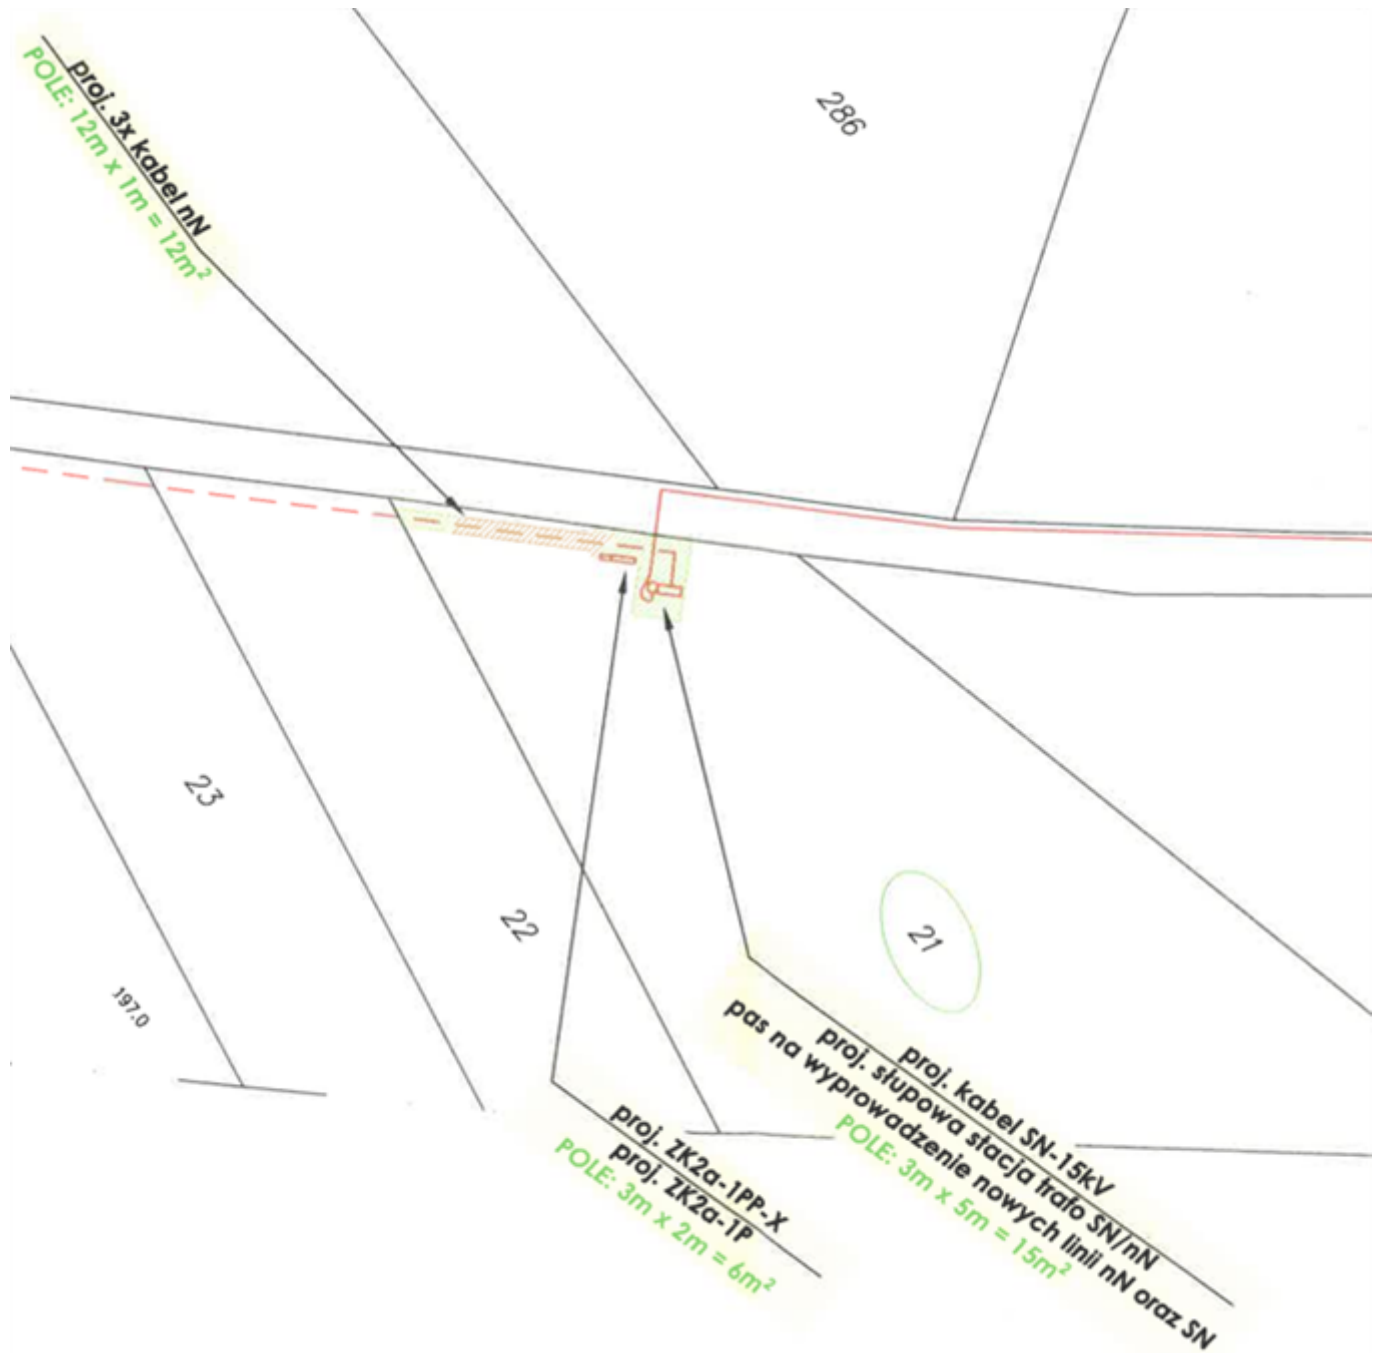 proj. 3x kabel nN
POLE: 12m x 1m = 12m²
286
23
22
21
197.0
proj. ZK2a-1PP-X
proj. ZK2a-1P
POLE: 3m x 2m = 6m²
proj. kabel SN-15kV
proj. słupowa stacja trafo SN/nN
pas na wyprowadzenie nowych linii nN oraz SN
POLE: 3m x 5m = 15m²